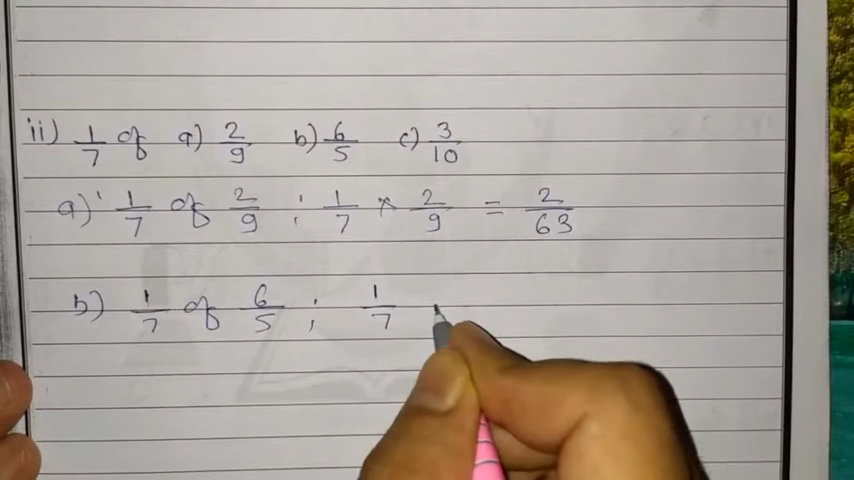 ii) 1/7 of a) 2/9 b) 6/5 c) 3/10
a) 1/7 of 2/9 ; 1/7 × 2/9 = 2/63
b) 1/7 of 6/5 ; 1/7